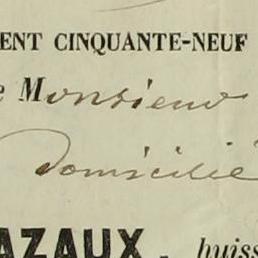 ENT CINQUANTE-NEUF
e Monsieur
Domicilié
AZAUX, huiss